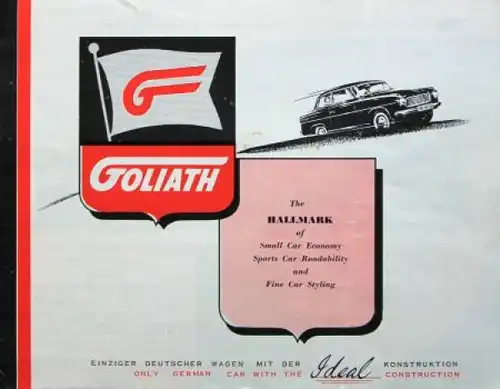 GOLIATH
The
HALLMARK
of
Small Car Economy
Sports Car Roadability
and
Fine Car Styling
EINZIGER DEUTSCHER WAGEN MIT DER Ideal KONSTRUKTION
ONLY GERMAN CAR WITH THE CONSTRUCTION